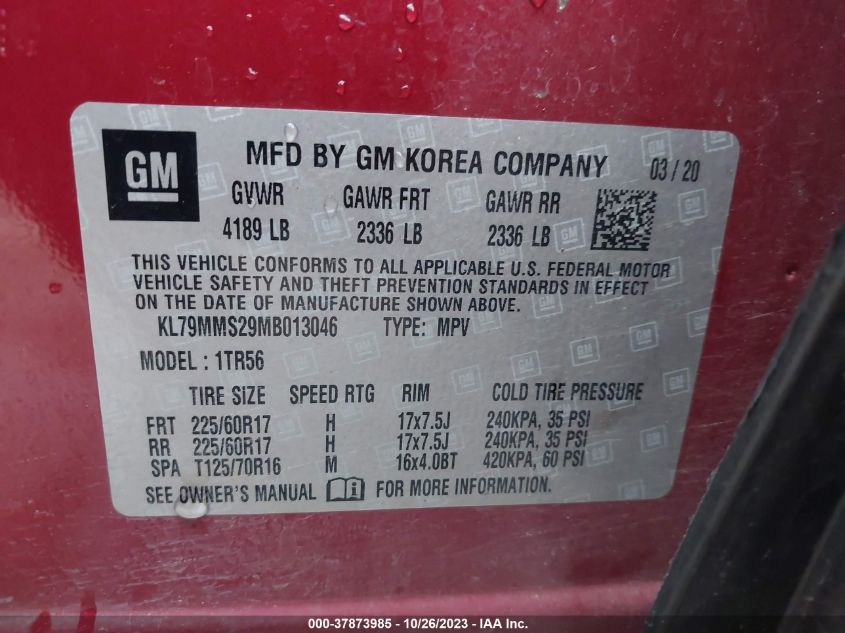 GM
MFD BY GM KOREA COMPANY 03 / 20
GVWR GAWR FRT GAWR RR
4189 LB 2336 LB 2336 LB
THIS VEHICLE CONFORMS TO ALL APPLICABLE U.S. FEDERAL MOTOR
VEHICLE SAFETY AND THEFT PREVENTION STANDARDS IN EFFECT
ON THE DATE OF MANUFACTURE SHOWN ABOVE.
KL79MMS29MB013046 TYPE: MPV
MODEL : 1TR56
TIRE SIZE SPEED RTG RIM COLD TIRE PRESSURE
FRT 225/60R17 H 17x7.5J 240KPA, 35 PSI
RR 225/60R17 H 17x7.5J 240KPA, 35 PSI
SPA T125/70R16 M 16x4.0BT 420KPA, 60 PSI
SEE OWNER'S MANUAL FOR MORE INFORMATION.
000-37873985 | 10/26/2023 - IAA Inc.